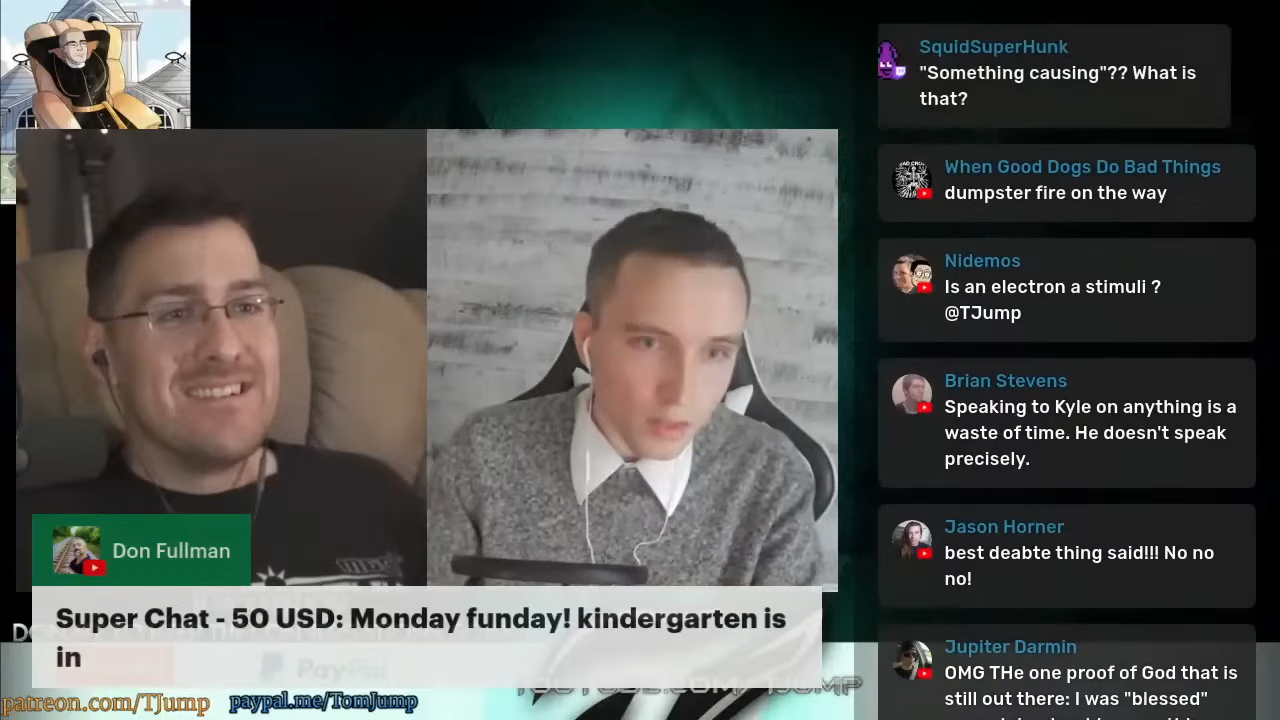 SquidSuperHunk
"Something causing"?? What is
that?
When Good Dogs Do Bad Things
dumpster fire on the way
Nidemos
Is an electron a stimuli ?
@TJump
Brian Stevens
Speaking to Kyle on anything is a
waste of time. He doesn't speak
precisely.
Jason Horner
best deabte thing said!!! No no
no!
Jupiter Darmin
OMG THe one proof of God that is
still out there: I was "blessed"
Don Fullman
Super Chat - 50 USD: Monday funday! kindergarten is
in
PayPal
patreon.com/TJump
paypal.me/TomJump
YOUTUBE.COM/TJUMP